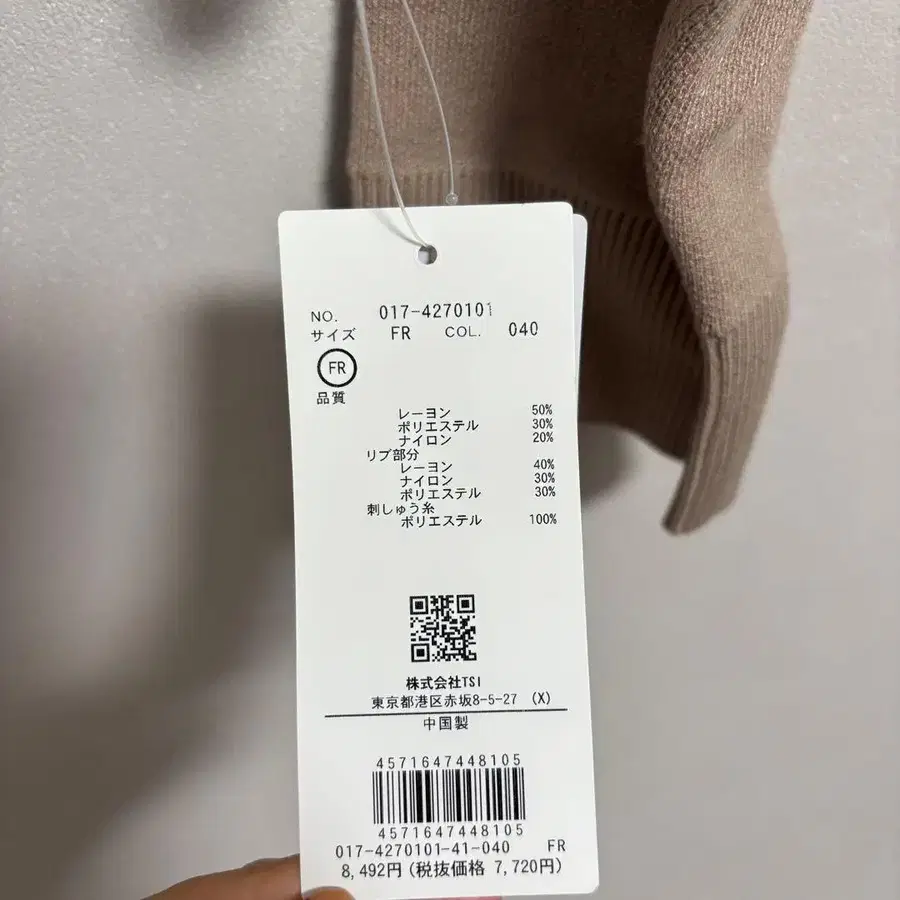 NO. 017-4270101
サイズ FR COL. 040
FR
品質
レーヨン 50%
ポリエステル 30%
ナイロン 20%
リブ部分
レーヨン 40%
ナイロン 30%
ポリエステル 30%
刺しゅう糸
ポリエステル 100%
株式会社TSI
東京都港区赤坂8-5-27 (X)
中国製
4571647448105
4571647448105
017-4270101-41-040 FR
8,492円(税抜価格 7,720円)